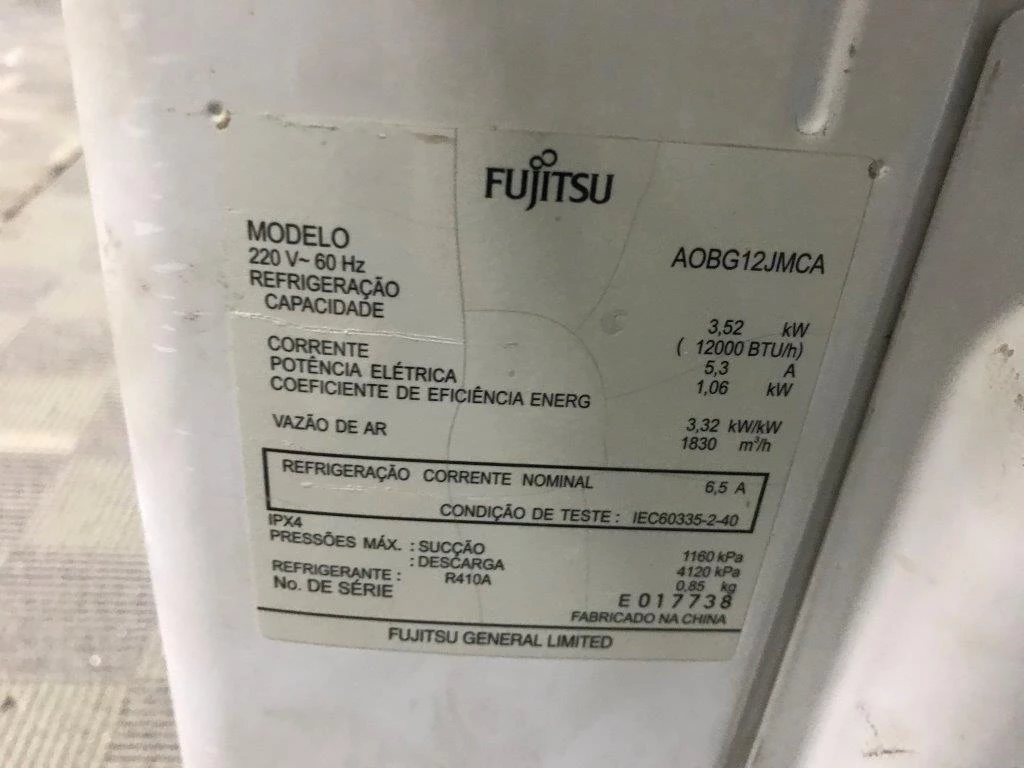 FUJITSU
MODELO AOBG12JMCA
220 V~ 60 Hz
REFRIGERAÇÃO
CAPACIDADE 3,52 kW
( 12000 BTU/h)
CORRENTE 5,3 A
POTÊNCIA ELÉTRICA 1,06 kW
COEFICIENTE DE EFICIÊNCIA ENERG 3,32 kW/kW
VAZÃO DE AR 1830 m³/h
REFRIGERAÇÃO CORRENTE NOMINAL 6,5 A
CONDIÇÃO DE TESTE : IEC60335-2-40
IPX4
PRESSÕES MÁX. : SUCÇÃO 1160 kPa
: DESCARGA 4120 kPa
REFRIGERANTE : R410A 0,85 kg
No. DE SÉRIE E 017738
FABRICADO NA CHINA
FUJITSU GENERAL LIMITED